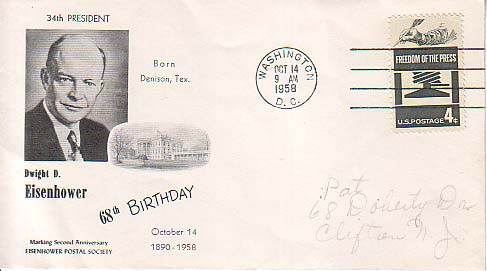 34th PRESIDENT
Born
Denison, Tex.
Dwight D.
Eisenhower
68th BIRTHDAY
October 14
1890-1958
Marking Second Anniversary
EISENHOWER POSTAL SOCIETY
WASHINGTON
OCT 14
9 AM
1958
D. C.
FREEDOM OF THE PRESS
U.S. POSTAGE 4¢
Pat
68 Doherty Dr
Clifton N. J.